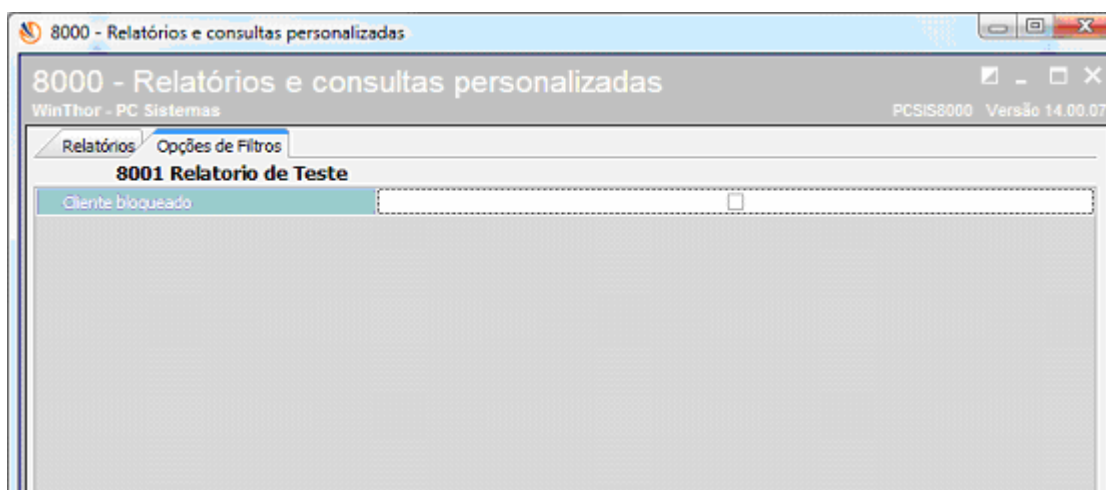 8000 - Relatórios e consultas personalizadas
8000 - Relatórios e consultas personalizadas
WinThor - PC Sistemas
PCSIS8000 Versão 14.00.07
Relatórios
Opções de Filtros
8001 Relatorio de Teste
Cliente bloqueado